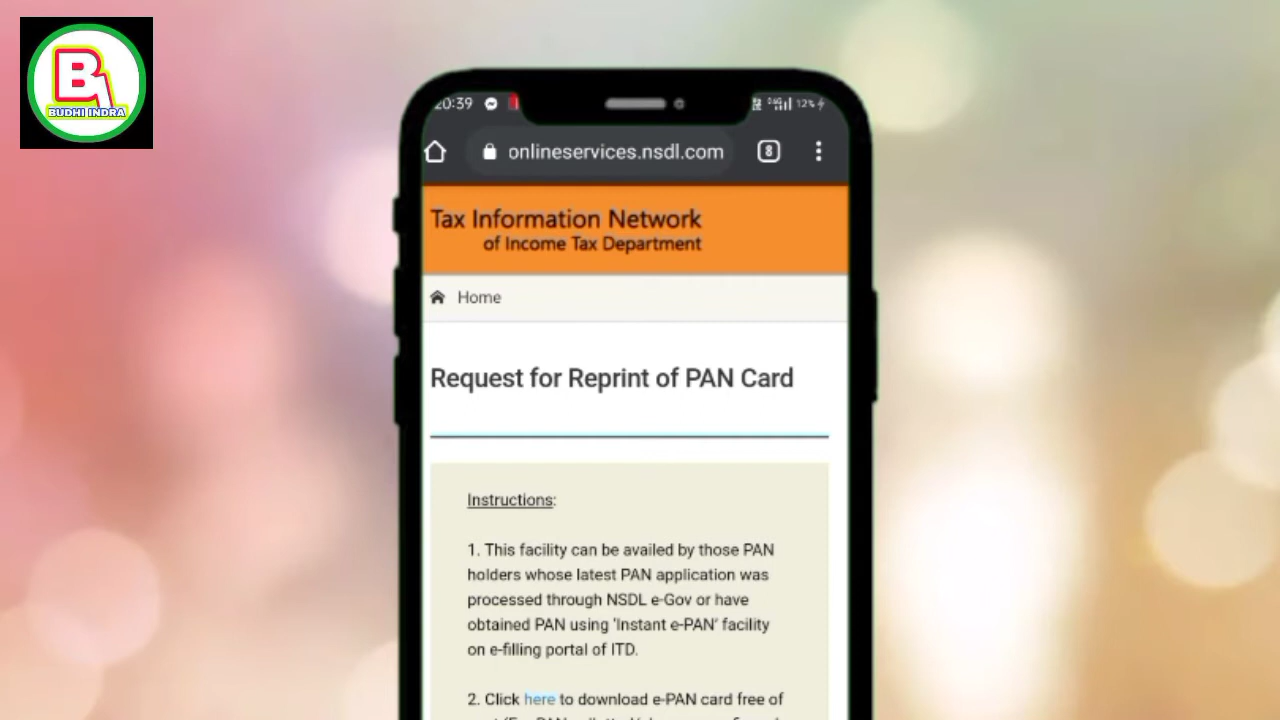 B
BUDHI INDRA
20:39
12%
onlineservices.nsdl.com
8
Tax Information Network
of Income Tax Department
Home
Request for Reprint of PAN Card
Instructions:
1. This facility can be availed by those PAN
holders whose latest PAN application was
processed through NSDL e-Gov or have
obtained PAN using 'Instant e-PAN' facility
on e-filling portal of ITD.
2. Click here to download e-PAN card free of